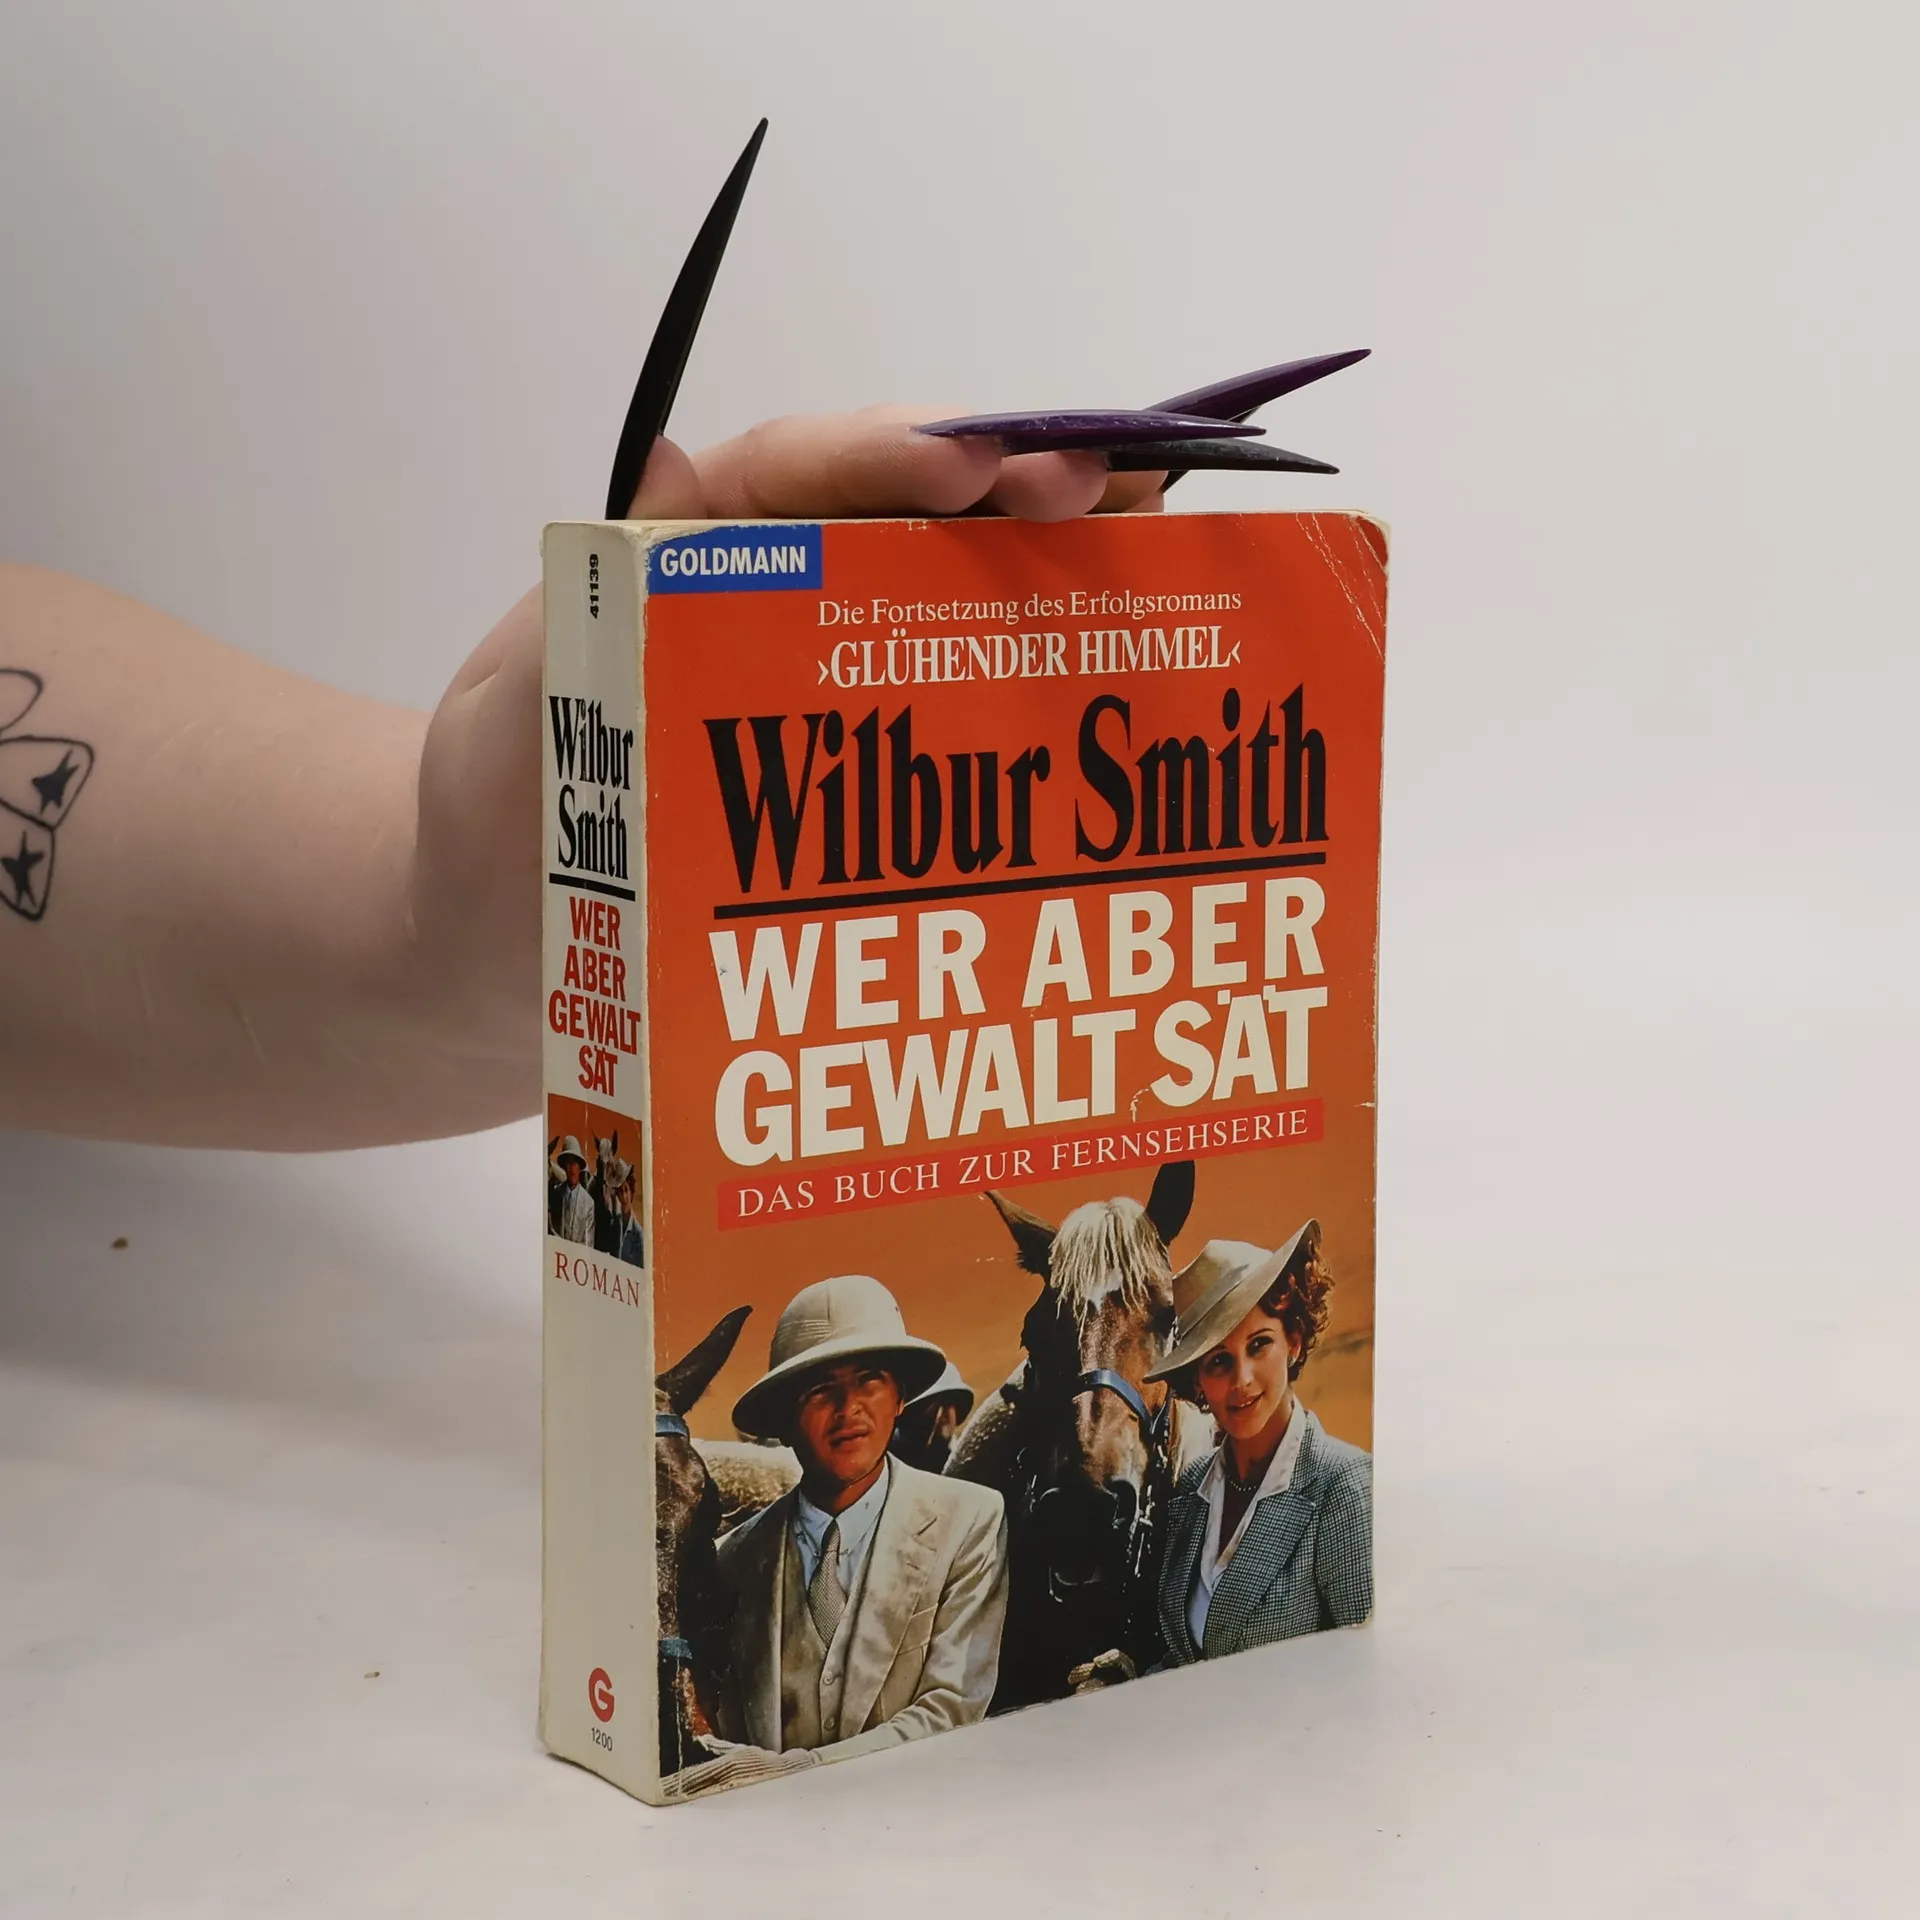 41139
Wilbur
Smith
WER
ABER
GEWALT
SÄT
ROMAN
G
1200
GOLDMANN
Die Fortsetzung des Erfolgsromans
›GLÜHENDER HIMMEL‹
Wilbur Smith
WER ABER
GEWALT SÄT
DAS BUCH ZUR FERNSEHSERIE